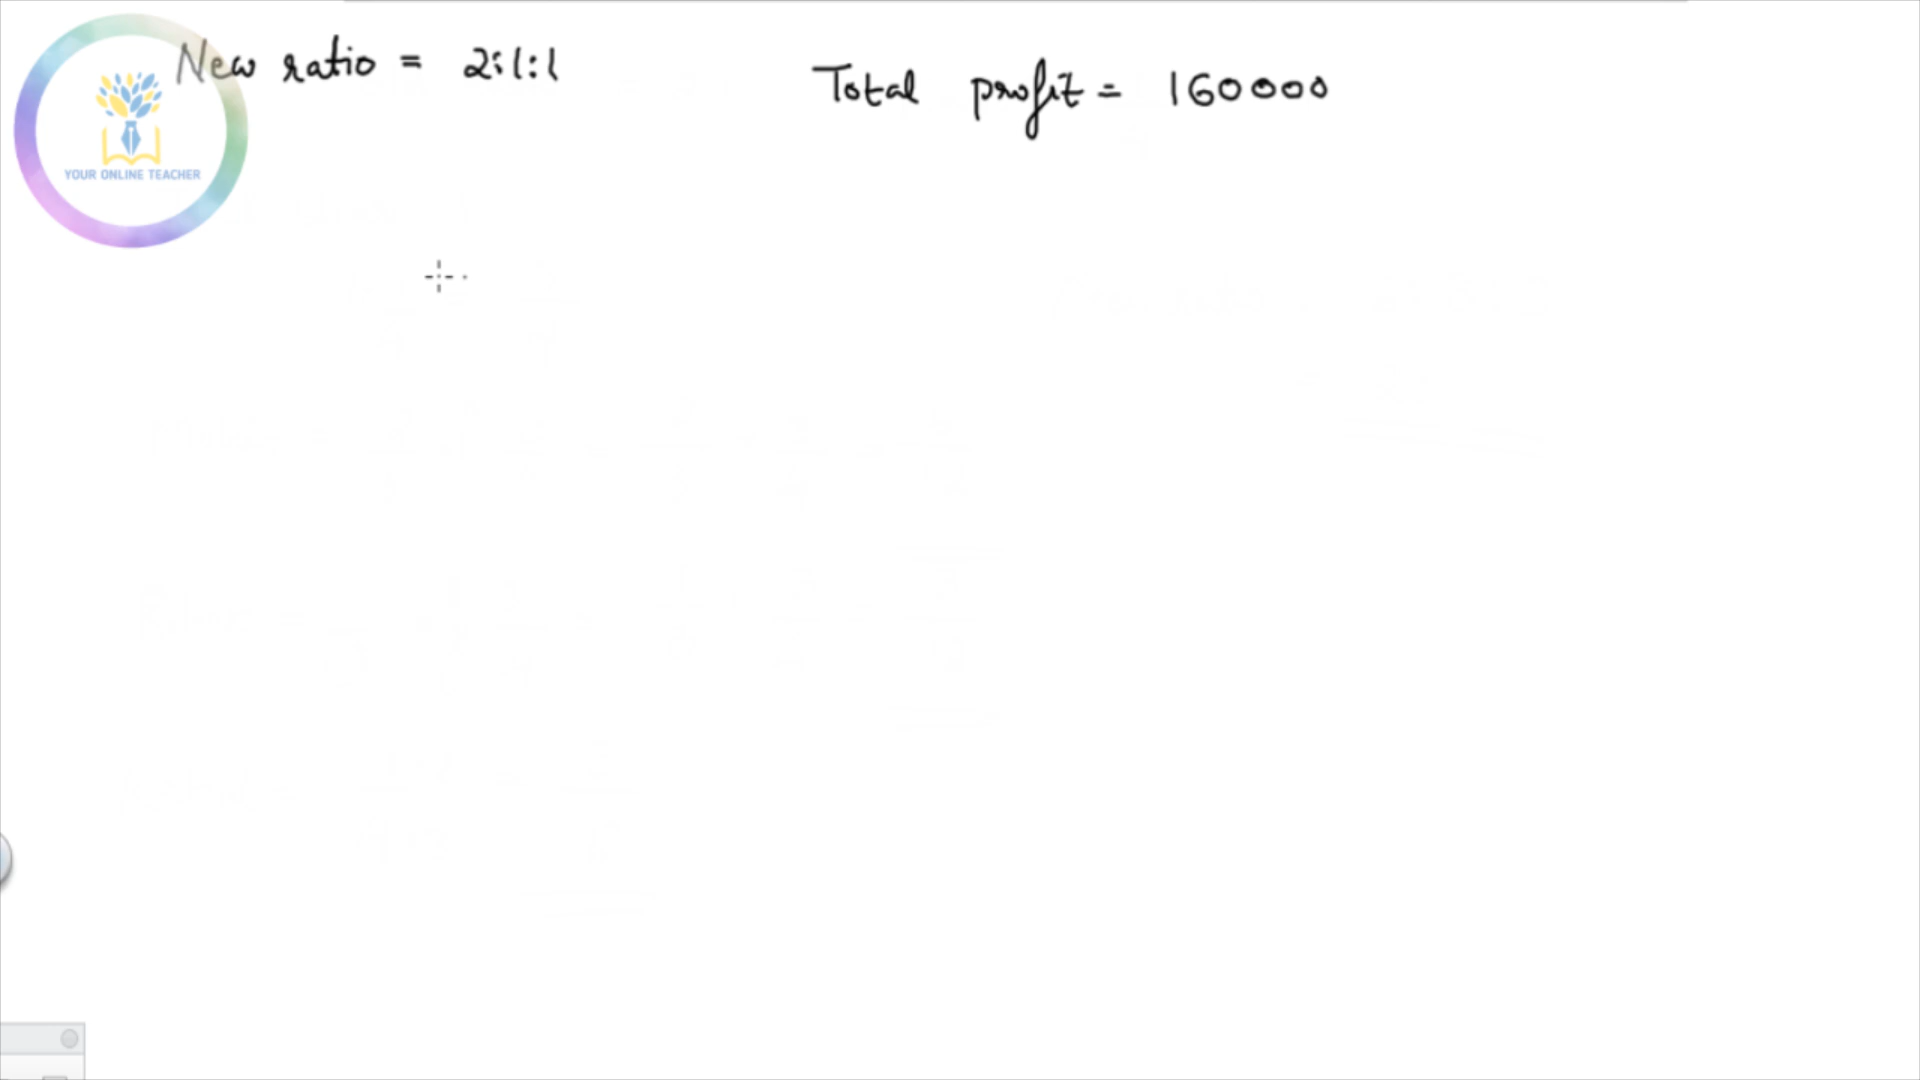 New ratio = 2:1:1
Total profit = 160000
YOUR ONLINE TEACHER